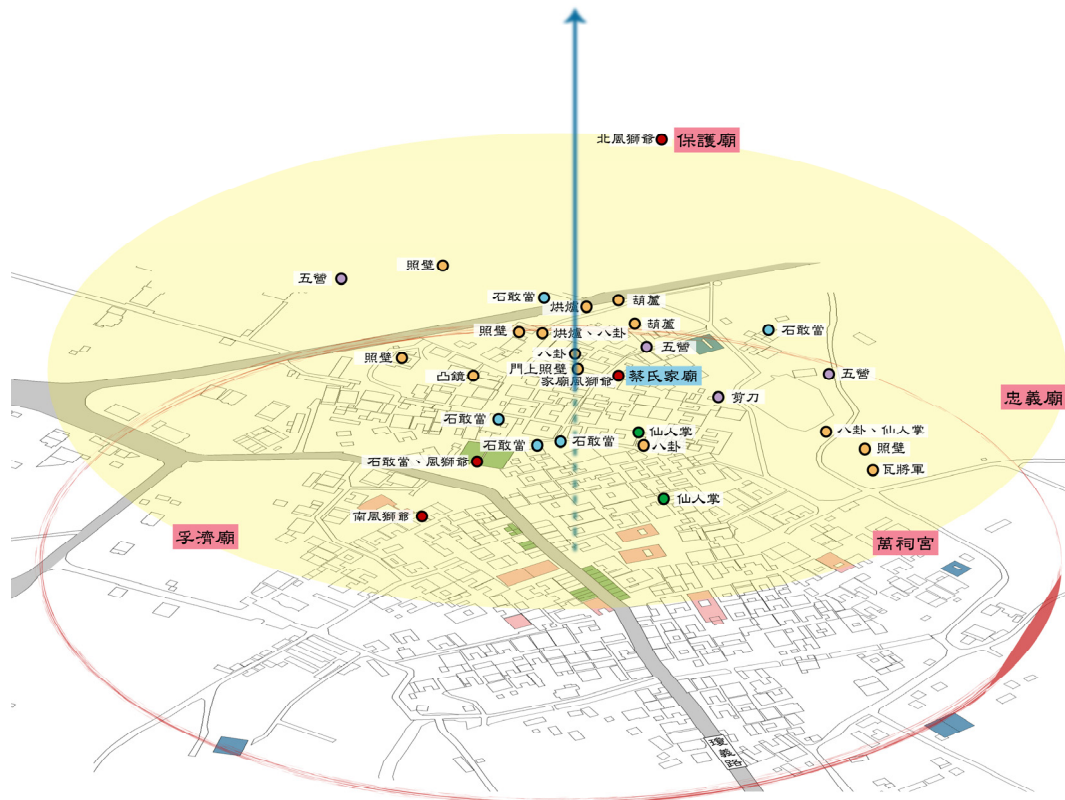 北風獅爺
保護廟
照壁
五營
石敢當
烘爐
葫蘆
照壁
烘爐、八卦
葫蘆
石敢當
五營
八卦
照壁
門上照壁
凸鏡
家廟風獅爺
蔡氏家廟
五營
剪刀
忠義廟
石敢當
石敢當
石敢當
仙人掌
八卦
八卦、仙人掌
照壁
瓦將軍
石敢當、風獅爺
仙人掌
南風獅爺
孚濟廟
萬祠宮
瓊義路